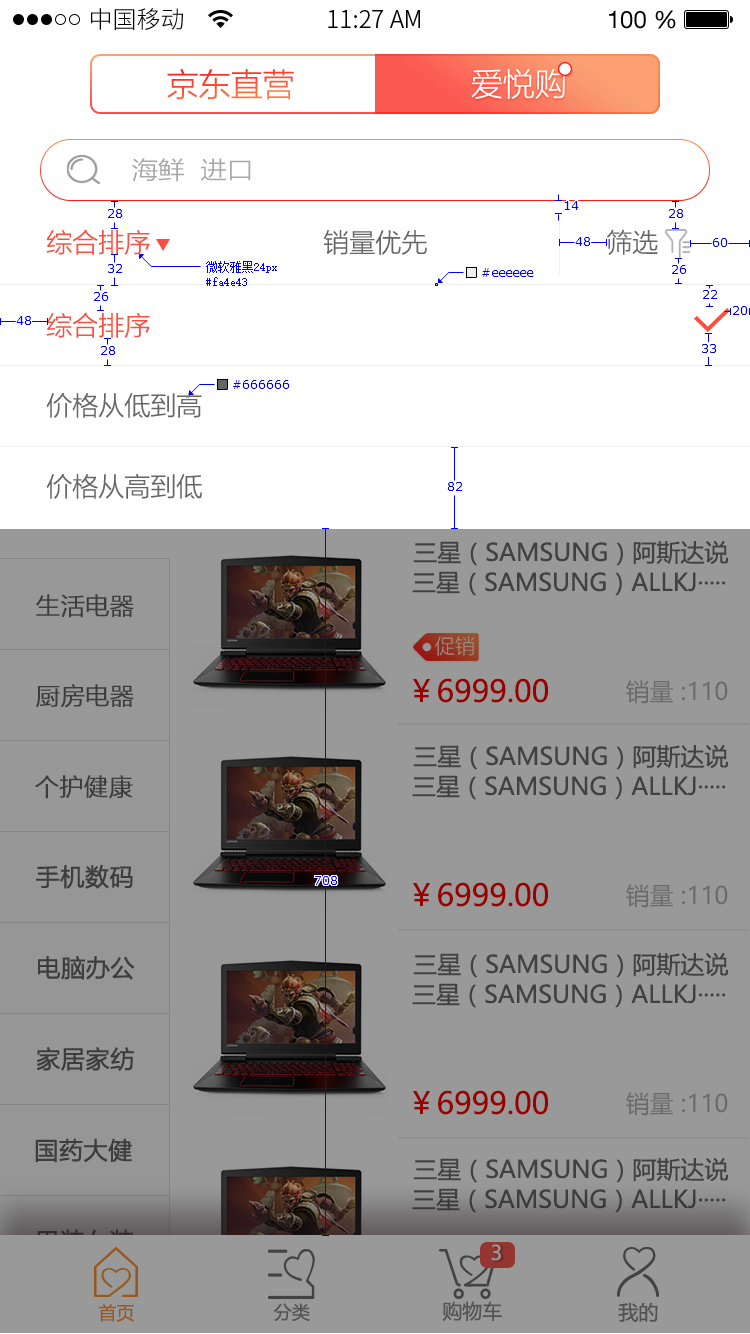 中国移动 11:27 AM 100 %
京东直营 爱悦购
海鲜 进口
28 14 28
综合排序 销量优先 48 筛选 60
32 微软雅黑24px #eeeeee 26
#fa4e43
26 22
48 综合排序 20
28 33
#666666
价格从低到高
价格从高到低 82
三星（SAMSUNG）阿斯达说
三星（SAMSUNG）ALLKJ·····
生活电器
促销
¥ 6999.00 销量 :110
厨房电器
三星（SAMSUNG）阿斯达说
三星（SAMSUNG）ALLKJ·····
个护健康
手机数码
708
¥ 6999.00 销量 :110
三星（SAMSUNG）阿斯达说
三星（SAMSUNG）ALLKJ·····
电脑办公
家居家纺
¥ 6999.00 销量 :110
国药大健
三星（SAMSUNG）阿斯达说
三星（SAMSUNG）ALLKJ·····
3
首页 分类 购物车 我的